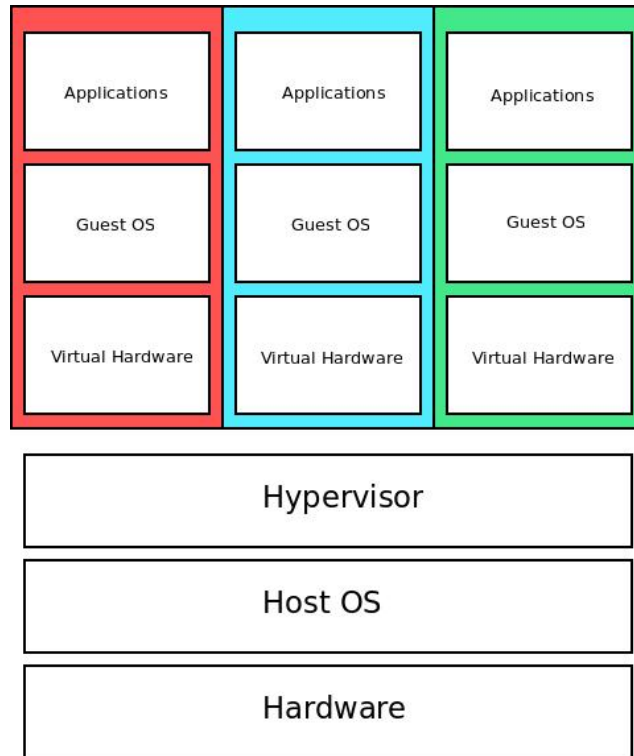 Applications
Applications
Applications
Guest OS
Guest OS
Guest OS
Virtual Hardware
Virtual Hardware
Virtual Hardware
Hypervisor
Host OS
Hardware